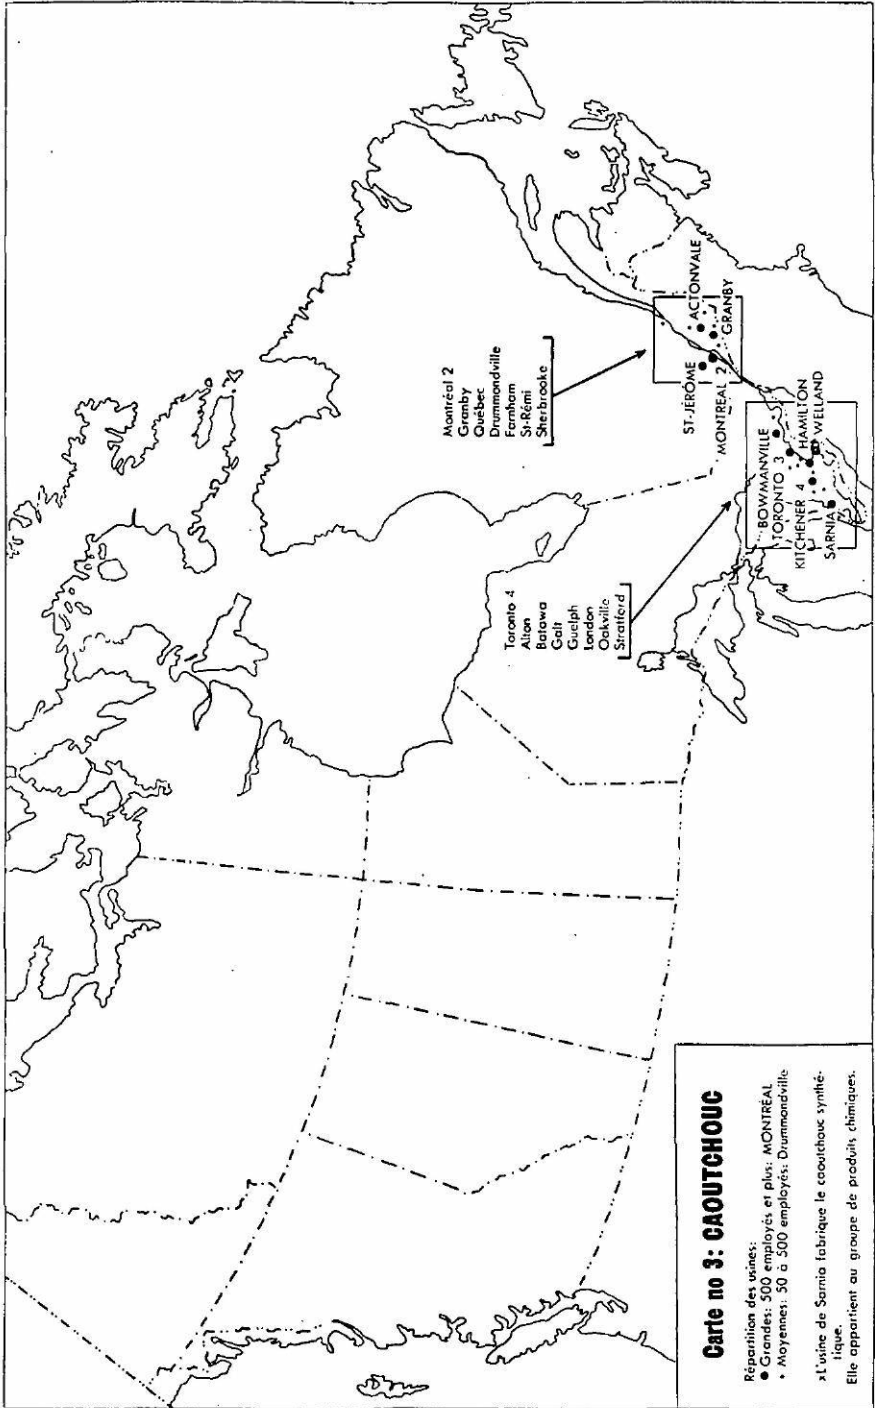 Montréal 2
Granby
Québec
Drummondville
Farnham
St-Rémi
Sherbrooke
ST-JÉRÔME
MONTREAL 2
ACTONVALE
GRANBY
Toronto 4
Alton
Batawa
Galt
Guelph
London
Oakville
Stratford
BOWMANVILLE
TORONTO 3
KITCHENER 4
SARNIA
HAMILTON
WELLAND
Carte no 3: CAOUTCHOUC
Répartition des usines:
● Grandes: 500 employés et plus: MONTRÉAL
• Moyennes: 50 à 500 employés: Drummondville
x L'usine de Sarnia fabrique le caoutchouc synthé-
tique.
Elle appartient au groupe de produits chimiques.